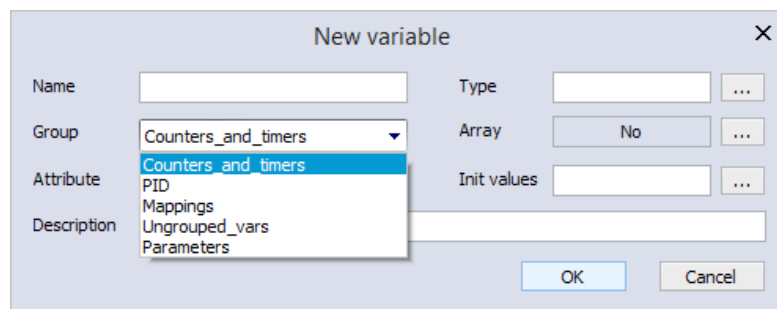 New variable
Name
Type
...
Group
Counters_and_timers
Array
No
...
Counters_and_timers
PID
Mappings
Ungrouped_vars
Parameters
Attribute
Init values
...
Description
OK
Cancel